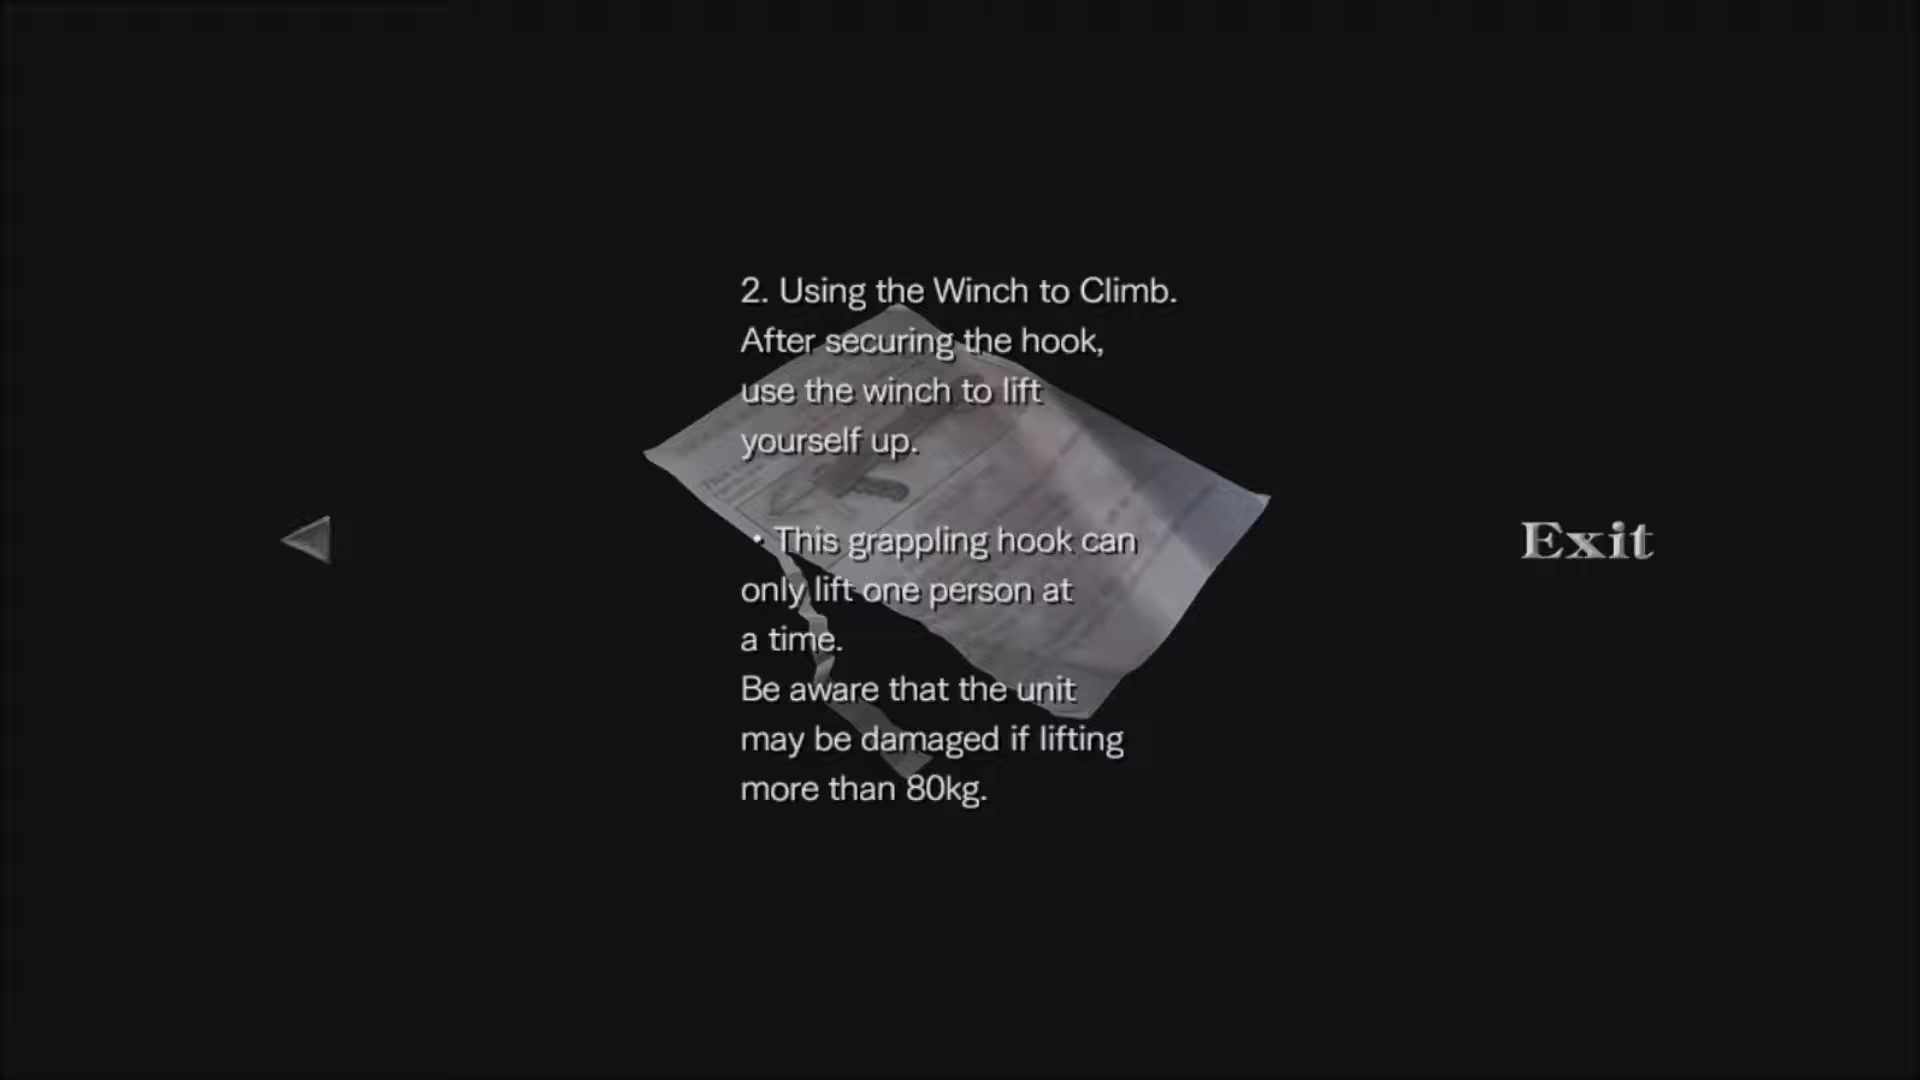 2. Using the Winch to Climb.
After securing the hook,
use the winch to lift
yourself up.
• This grappling hook can
only lift one person at
a time.
Be aware that the unit
may be damaged if lifting
more than 80kg.
Exit